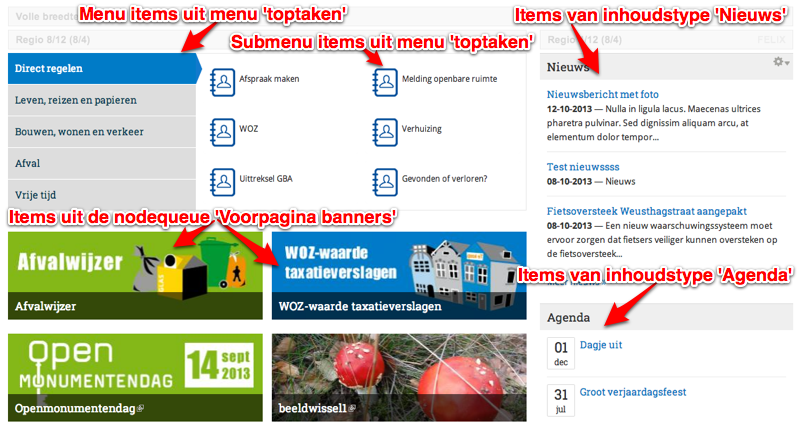 Volle breedte
Menu items uit menu 'toptaken'
Items van inhoudstype 'Nieuws'
Regio 8/12 (8/4)
Submenu items uit menu 'toptaken'
FELIX
Direct regelen
Leven, reizen en papieren
Bouwen, wonen en verkeer
Afval
Vrije tijd
Afspraak maken
Melding openbare ruimte
WOZ
Verhuizing
Uittreksel GBA
Gevonden of verloren?
Nieuws
Nieuwsbericht met foto
12-10-2013 — Nulla in ligula lacus. Maecenas ultrices
pharetra pulvinar. Sed dignissim aliquam arcu, at
elementum dolor tempor...
Test nieuwssss
08-10-2013 — Nieuws
Fietsoversteek Weusthagstraat aangepakt
08-10-2013 — Een nieuw waarschuwingssysteem moet
ervoor zorgen dat fietsers veiliger kunnen oversteken op
de fietsoversteek...
Items uit de nodequeue 'Voorpagina banners'
Afvalwijzer
GLAS
Afvalwijzer
WOZ-waarde
taxatieverslagen
WOZ-waarde taxatieverslagen
Items van inhoudstype 'Agenda'
Open
MONUMENTENDAG
14 sept
2013
Openmonumentendag
beeldwissel1
Agenda
01
dec
Dagje uit
31
jul
Groot verjaardagsfeest